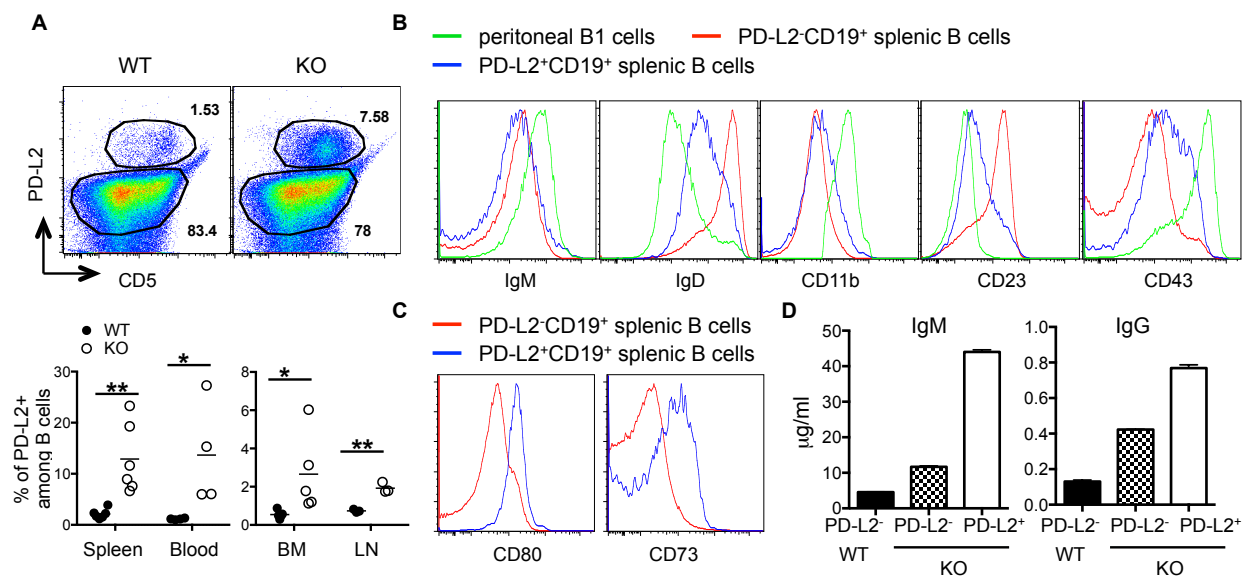 A
WT
KO
1.53
7.58
83.4
78
PD-L2
CD5
WT
KO
% of PD-L2+
among B cells
30
20
10
0
8
6
4
2
0
**
*
*
**
Spleen
Blood
BM
LN
B
peritoneal B1 cells
PD-L2-CD19+ splenic B cells
PD-L2+CD19+ splenic B cells
IgM
IgD
CD11b
CD23
CD43
C
PD-L2-CD19+ splenic B cells
PD-L2+CD19+ splenic B cells
CD80
CD73
D
IgM
IgG
µg/ml
50
40
30
20
10
0
1.0
0.8
0.6
0.4
0.2
0.0
PD-L2- PD-L2- PD-L2+
WT
KO
PD-L2- PD-L2- PD-L2+
WT
KO